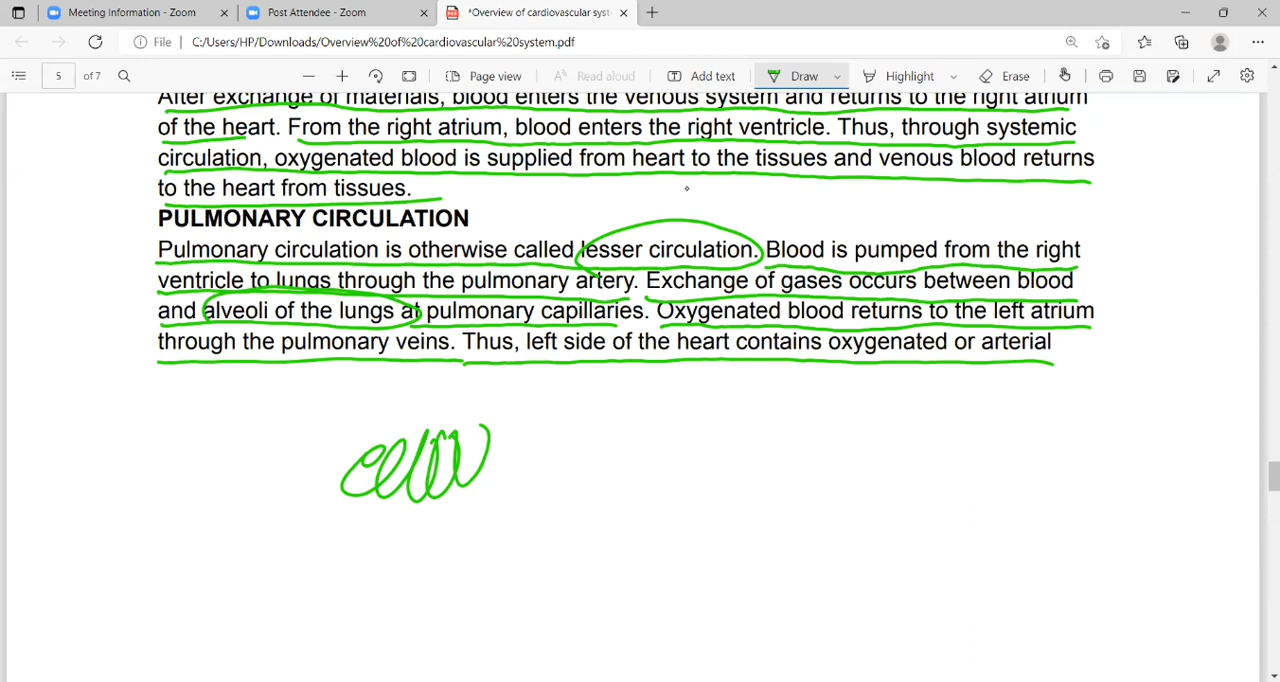 Meeting Information - Zoom
Post Attendee - Zoom
*Overview of cardiovascular syst
File
C:/Users/HP/Downloads/Overview%20of%20cardiovascular%20system.pdf
5 of 7
Page view
Read aloud
Add text
Draw
Highlight
Erase
After exchange of materials, blood enters the venous system and returns to the right atrium
of the heart. From the right atrium, blood enters the right ventricle. Thus, through systemic
circulation, oxygenated blood is supplied from heart to the tissues and venous blood returns
to the heart from tissues.
PULMONARY CIRCULATION
Pulmonary circulation is otherwise called lesser circulation. Blood is pumped from the right
ventricle to lungs through the pulmonary artery. Exchange of gases occurs between blood
and alveoli of the lungs at pulmonary capillaries. Oxygenated blood returns to the left atrium
through the pulmonary veins. Thus, left side of the heart contains oxygenated or arterial